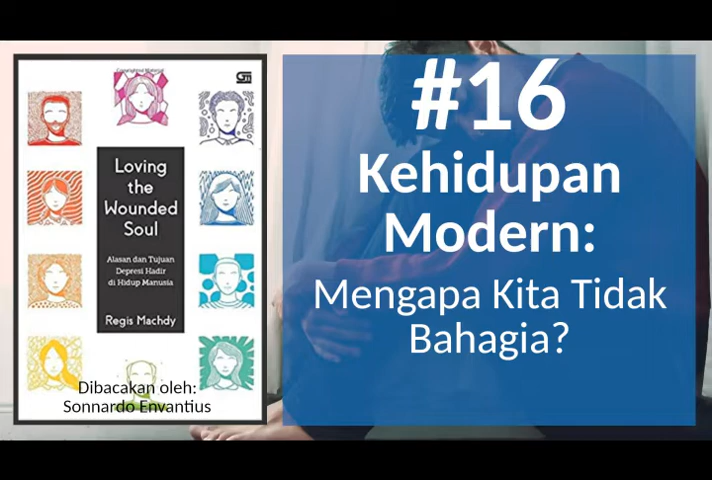 Loving
the
Wounded
Soul
Alasan dan Tujuan
Depresi Hadir
di Hidup Manusia
Regis Machdy
Dibacakan oleh:
Sonnardo Envantius
#16
Kehidupan
Modern:
Mengapa Kita Tidak
Bahagia?